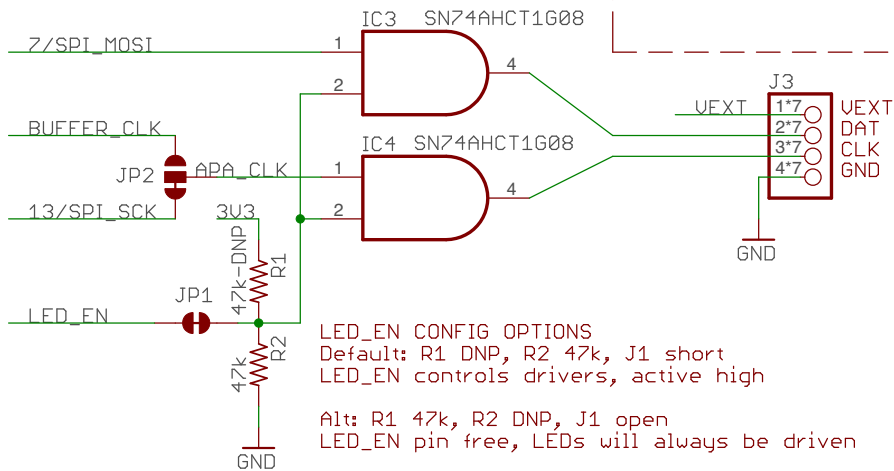 IC3 SN74AHCT1G08
7/SPI_MOSI
1
2
4
J3
VEXT
1*7 VEXT
2*7 DAT
3*7 CLK
4*7 GND
BUFFER_CLK
IC4 SN74AHCT1G08
JP2
APA_CLK
1
2
4
13/SPI_SCK
3V3
GND
47k-DNP
R1
JP1
LED_EN
47k
R2
GND
LED_EN CONFIG OPTIONS
Default: R1 DNP, R2 47k, J1 short
LED_EN controls drivers, active high
Alt: R1 47k, R2 DNP, J1 open
LED_EN pin free, LEDs will always be driven